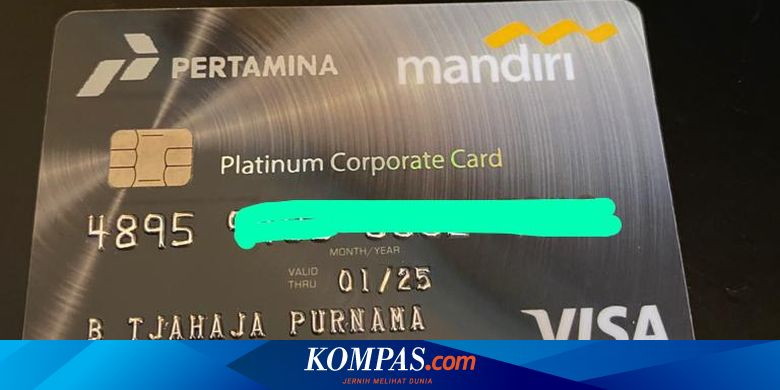 PERTAMINA
mandiri
Platinum Corporate Card
4895
MONTH/YEAR
VALID THRU 01/25
B TJAHAJA PURNAMA
VISA
KOMPAS.com
JERNIH MELIHAT DUNIA